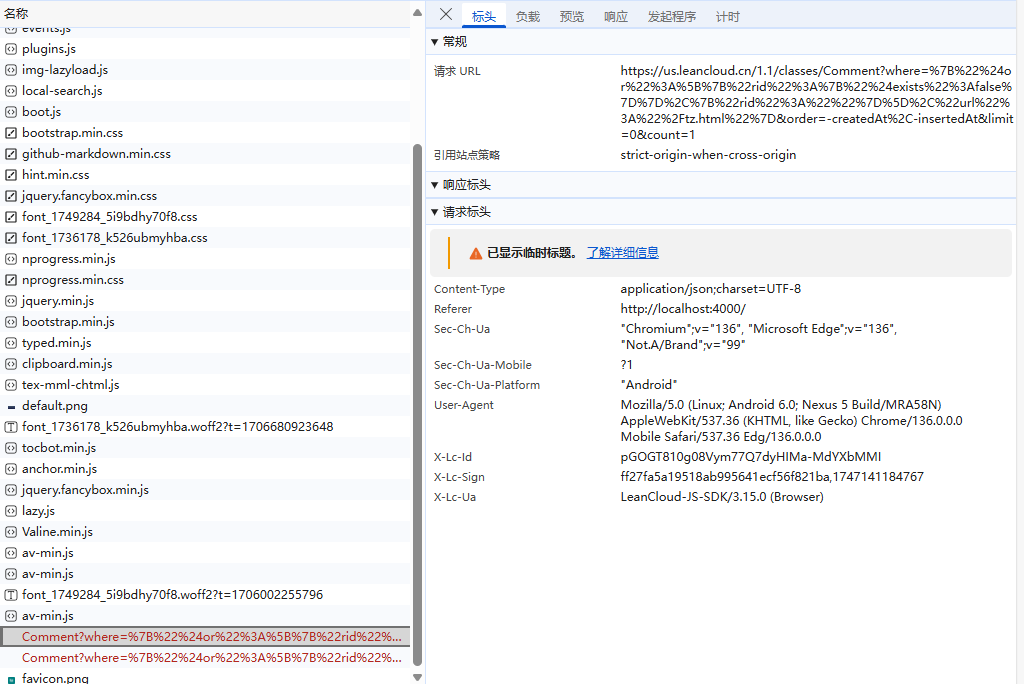 名称
events.js
plugins.js
img-lazyload.js
local-search.js
boot.js
bootstrap.min.css
github-markdown.min.css
hint.min.css
jquery.fancybox.min.css
font_1749284_5i9bdhy70f8.css
font_1736178_k526ubmyhba.css
nprogress.min.js
nprogress.min.css
jquery.min.js
bootstrap.min.js
typed.min.js
clipboard.min.js
tex-mml-chtml.js
default.png
font_1736178_k526ubmyhba.woff2?t=1706680923648
tocbot.min.js
anchor.min.js
jquery.fancybox.min.js
lazy.js
Valine.min.js
av-min.js
av-min.js
font_1749284_5i9bdhy70f8.woff2?t=1706002255796
av-min.js
Comment?where=%7B%22%24or%22%3A%5B%7B%22rid%22%...
Comment?where=%7B%22%24or%22%3A%5B%7B%22rid%22%...
favicon.png
标头 负载 预览 响应 发起程序 计时
常规
请求 URL
https://us.leancloud.cn/1.1/classes/Comment?where=%7B%22%24o
r%22%3A%5B%7B%22rid%22%3A%7B%22%24exists%22%3Afalse%
7D%7D%2C%7B%22rid%22%3A%22%22%7D%5D%2C%22url%22%
3A%22%2Ftz.html%22%7D&order=-createdAt%2C-insertedAt&limit
=0&count=1
引用站点策略 strict-origin-when-cross-origin
响应标头
请求标头
已显示临时标题。 了解详细信息
Content-Type application/json;charset=UTF-8
Referer http://localhost:4000/
Sec-Ch-Ua "Chromium";v="136", "Microsoft Edge";v="136",
"Not.A/Brand";v="99"
Sec-Ch-Ua-Mobile ?1
Sec-Ch-Ua-Platform "Android"
User-Agent Mozilla/5.0 (Linux; Android 6.0; Nexus 5 Build/MRA58N)
AppleWebKit/537.36 (KHTML, like Gecko) Chrome/136.0.0.0
Mobile Safari/537.36 Edg/136.0.0.0
X-Lc-Id pGOGT810g08Vym77Q7dyHIMa-MdYXbMMI
X-Lc-Sign ff27fa5a19518ab995641ecf56f821ba,1747141184767
X-Lc-Ua LeanCloud-JS-SDK/3.15.0 (Browser)